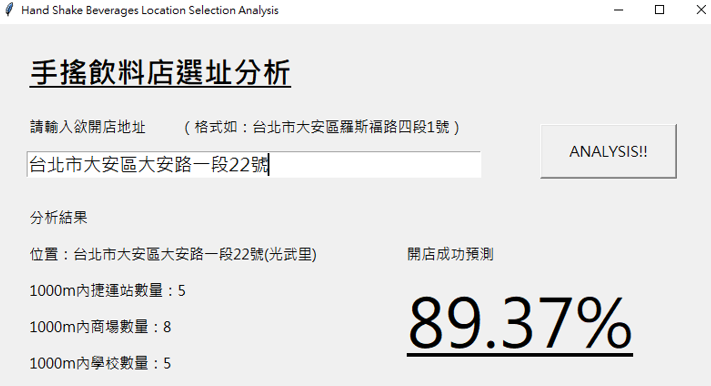 Hand Shake Beverages Location Selection Analysis
手搖飲料店選址分析
請輸入欲開店地址 （格式如：台北市大安區羅斯福路四段1號）
ANALYSIS!!
台北市大安區大安路一段22號
分析結果
位置：台北市大安區大安路一段22號(光武里)
開店成功預測
1000m內捷運站數量：5
89.37%
1000m內商場數量：8
1000m內學校數量：5